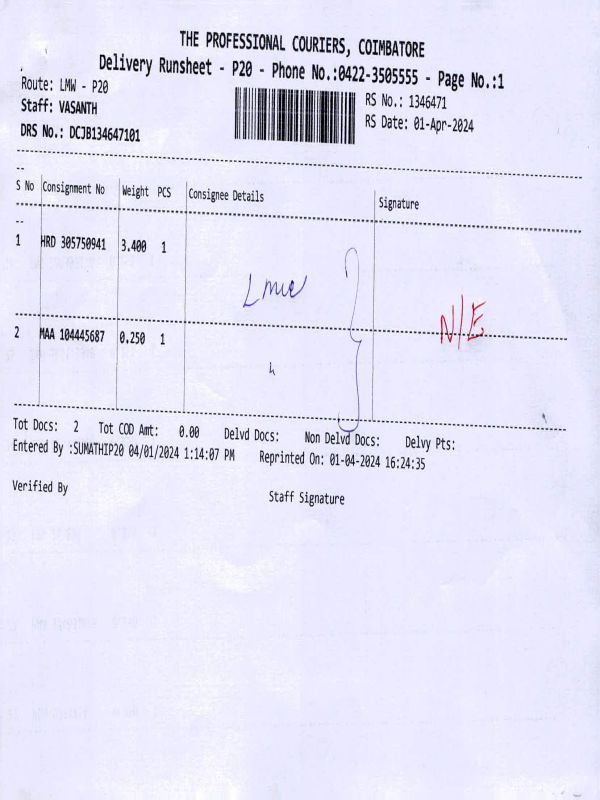 THE PROFESSIONAL COURIERS, COIMBATORE
Delivery Runsheet - P20 - Phone No.:0422-3505555 - Page No.:1
Route: LMW - P20
RS No.: 1346471
Staff: VASANTH
RS Date: 01-Apr-2024
DRS No.: DCJB134647101
S No Consignment No Weight PCS Consignee Details Signature
1 HRD 305750941 3.400 1
Lmw
N/E
2 MAA 104445687 0.250 1
Tot Docs: 2 Tot COD Amt: 0.00 Delvd Docs: Non Delvd Docs: Delvy Pts:
Entered By :SUMATHIP20 04/01/2024 1:14:07 PM Reprinted On: 01-04-2024 16:24:35
Verified By
Staff Signature